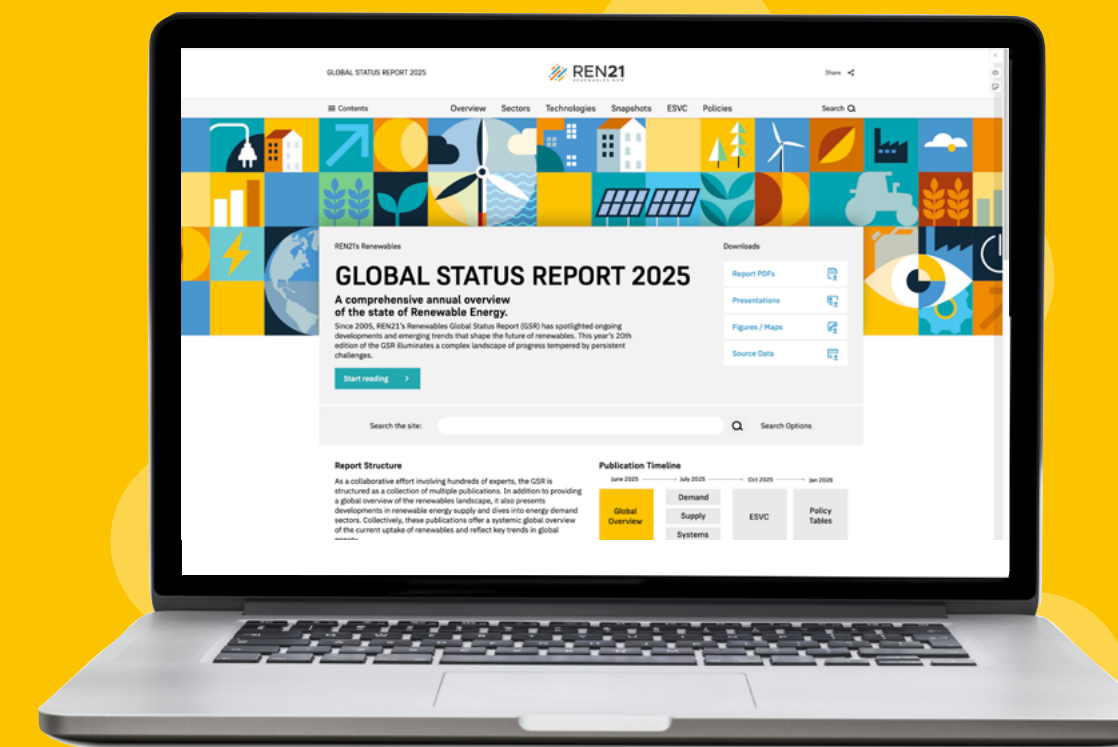 GLOBAL STATUS REPORT 2025
REN21
RENEWABLES NOW
Share
Contents
Overview Sectors Technologies Snapshots ESVC Policies
Search
REN21's Renewables
GLOBAL STATUS REPORT 2025
A comprehensive annual overview
of the state of Renewable Energy.
Since 2005, REN21's Renewables Global Status Report (GSR) has spotlighted ongoing
developments and emerging trends that shape the future of renewables. This year's 20th
edition of the GSR illuminates a complex landscape of progress tempered by persistent
challenges.
Start reading
Downloads
Report PDFs
Presentations
Figures / Maps
Source Data
Search the site:
Search Options
Report Structure
As a collaborative effort involving hundreds of experts, the GSR is
structured as a collection of multiple publications. In addition to providing
a global overview of the renewables landscape, it also presents
developments in renewable energy supply and dives into energy demand
sectors. Collectively, these publications offer a systemic global overview
of the current uptake of renewables and reflect key trends in global
Publication Timeline
June 2025 July 2025 Oct 2025 Jan 2026
Global
Overview
Demand
Supply
Systems
ESVC
Policy
Tables